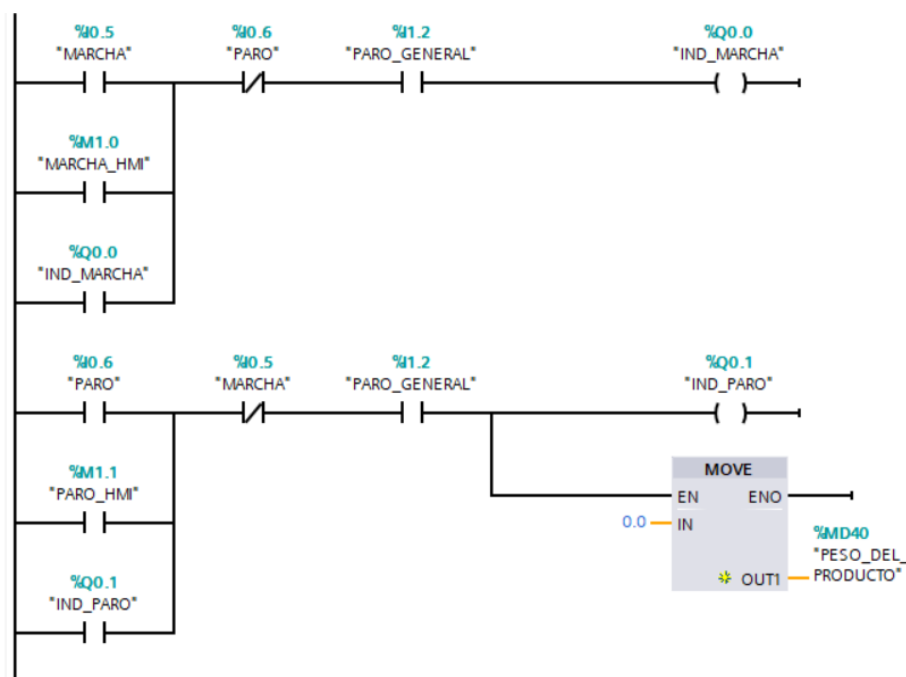 %I0.5 %I0.6 %I1.2 %Q0.0
"MARCHA" "PARO" "PARO_GENERAL" "IND_MARCHA"
%M1.0
"MARCHA_HMI"
%Q0.0
"IND_MARCHA"
%I0.6 %I0.5 %I1.2 %Q0.1
"PARO" "MARCHA" "PARO_GENERAL" "IND_PARO"
%M1.1
"PARO_HMI"
MOVE
EN ENO
0.0 IN
%MD40
"PESO_DEL_
OUT1 PRODUCTO"
%Q0.1
"IND_PARO"